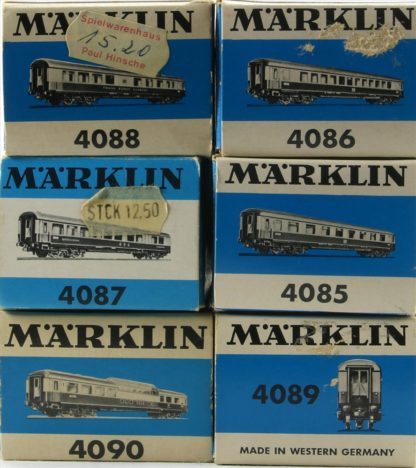 MÄRKLIN
Spielwarenhaus
15.20
Paul Hinsche
4088
MÄRKLIN
4086
MÄRKLIN
STCK 12,50
4087
MÄRKLIN
4085
MÄRKLIN
4090
MÄRKLIN
4089
MADE IN WESTERN GERMANY